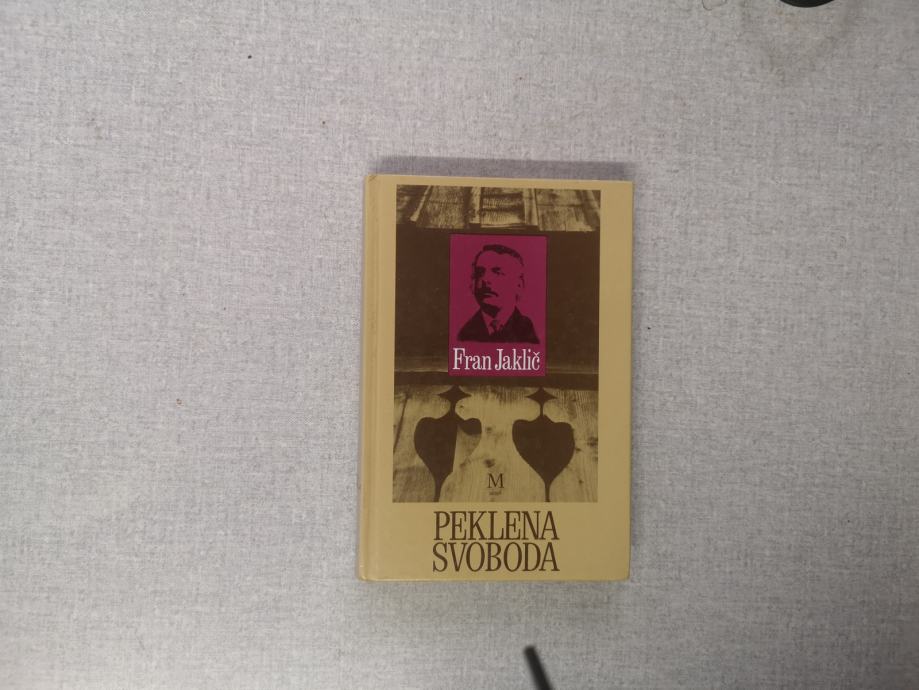 Fran Jaklič
M
PEKLENA
SVOBODA